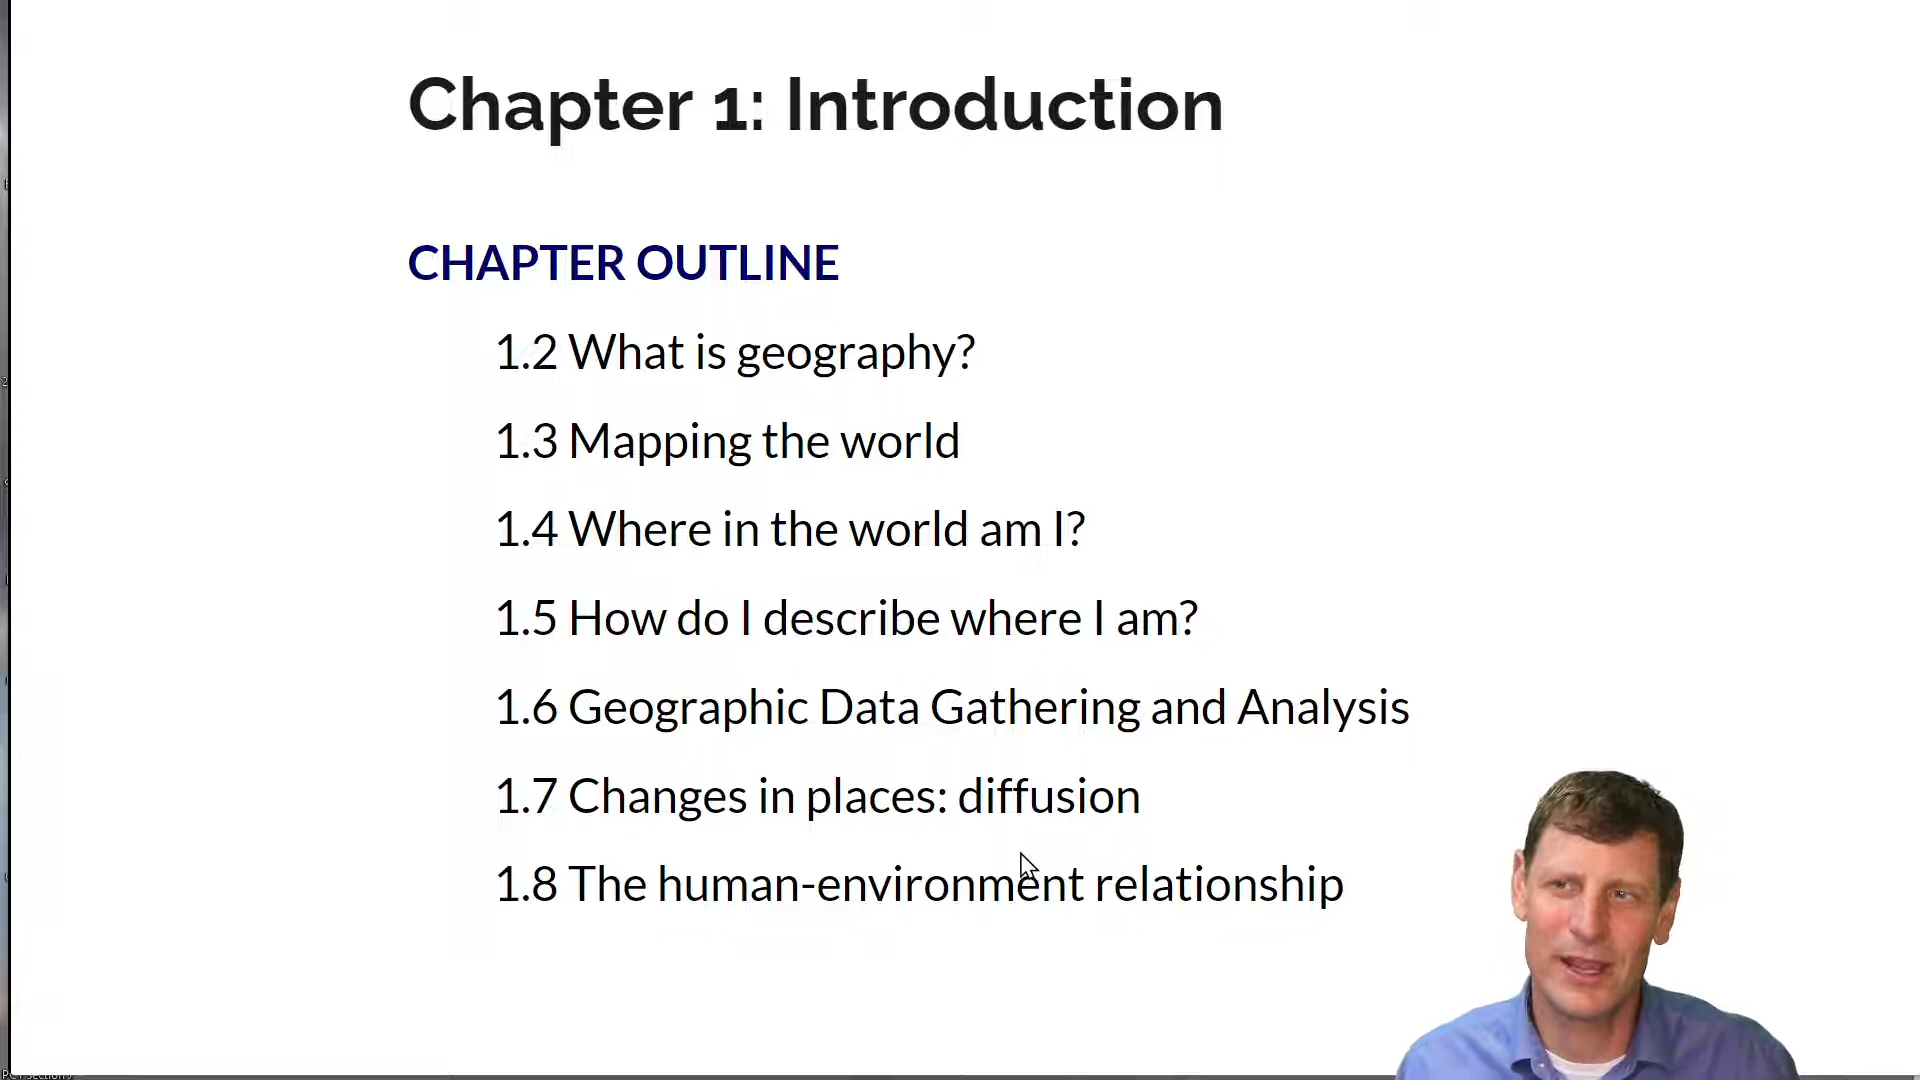 Chapter 1: Introduction
CHAPTER OUTLINE
1.2 What is geography?
1.3 Mapping the world
1.4 Where in the world am I?
1.5 How do I describe where I am?
1.6 Geographic Data Gathering and Analysis
1.7 Changes in places: diffusion
1.8 The human-environment relationship